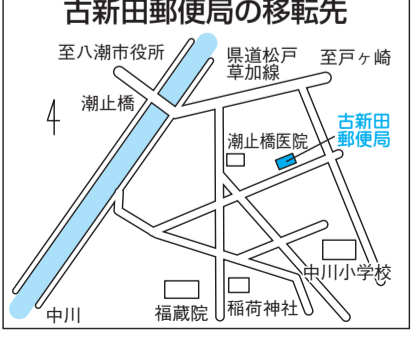 古新田郵便局の移転先
至八潮市役所
県道松戸
草加線
至戸ヶ崎
潮止橋
古新田
郵便局
潮止橋医院
中川小学校
中川
福蔵院
稲荷神社